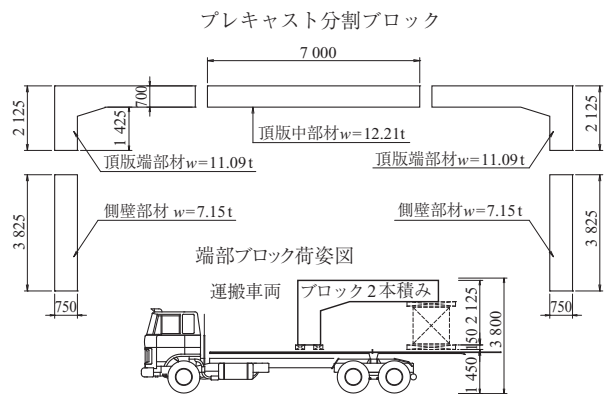 プレキャスト分割ブロック
7 000
2 125
700
1 425
2 125
頂版中部材w=12.21t
頂版端部材w=11.09t
頂版端部材w=11.09t
3 825
側壁部材 w=7.15t
側壁部材 w=7.15t
3 825
端部ブロック荷姿図
運搬車両
ブロック2本積み
750
750
2 125
150
1 450
3 800